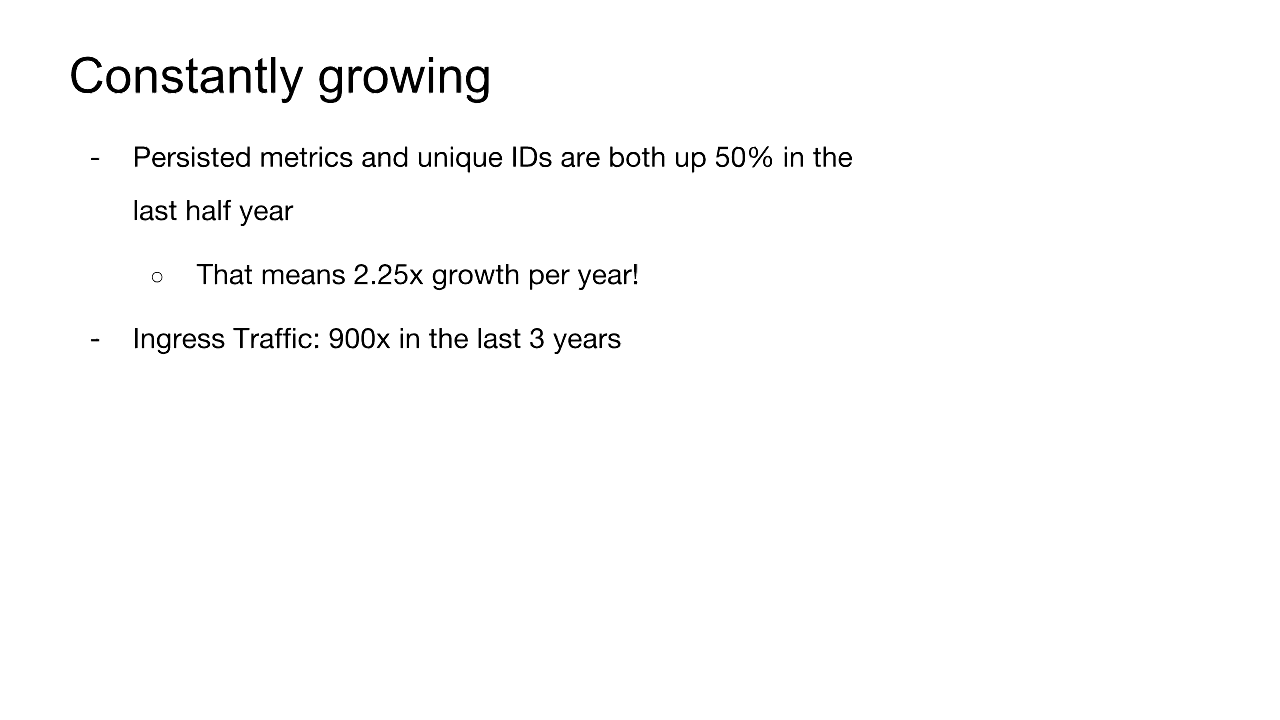 Constantly growing
- Persisted metrics and unique IDs are both up 50% in the
last half year
○ That means 2.25x growth per year!
- Ingress Traffic: 900x in the last 3 years